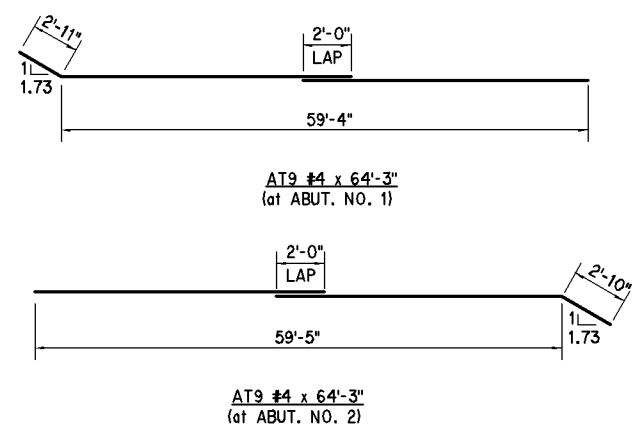 2'-11"
2'-0"
LAP
1
1.73
59'-4"
AT9 #4 x 64'-3"
(at ABUT. NO. 1)
2'-0"
LAP
2'-10"
1
1.73
59'-5"
AT9 #4 x 64'-3"
(at ABUT. NO. 2)